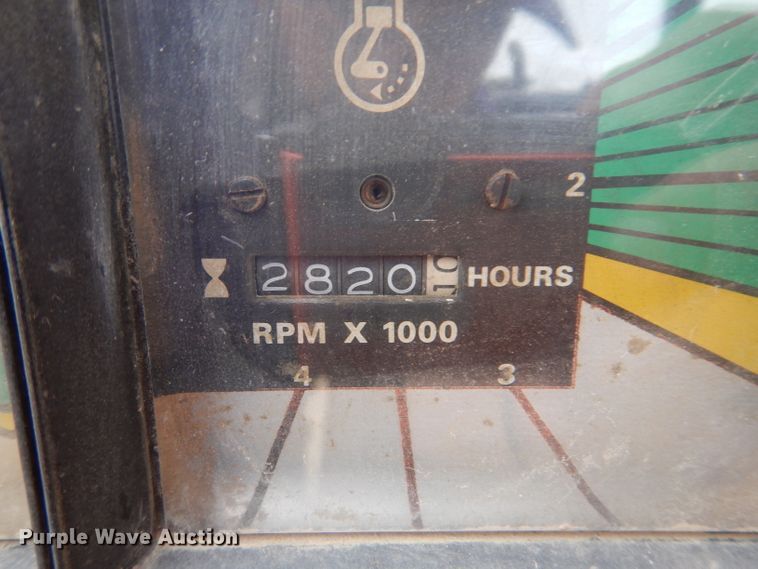 2
2820 HOURS
RPM X 1000
4 3
Purple Wave Auction